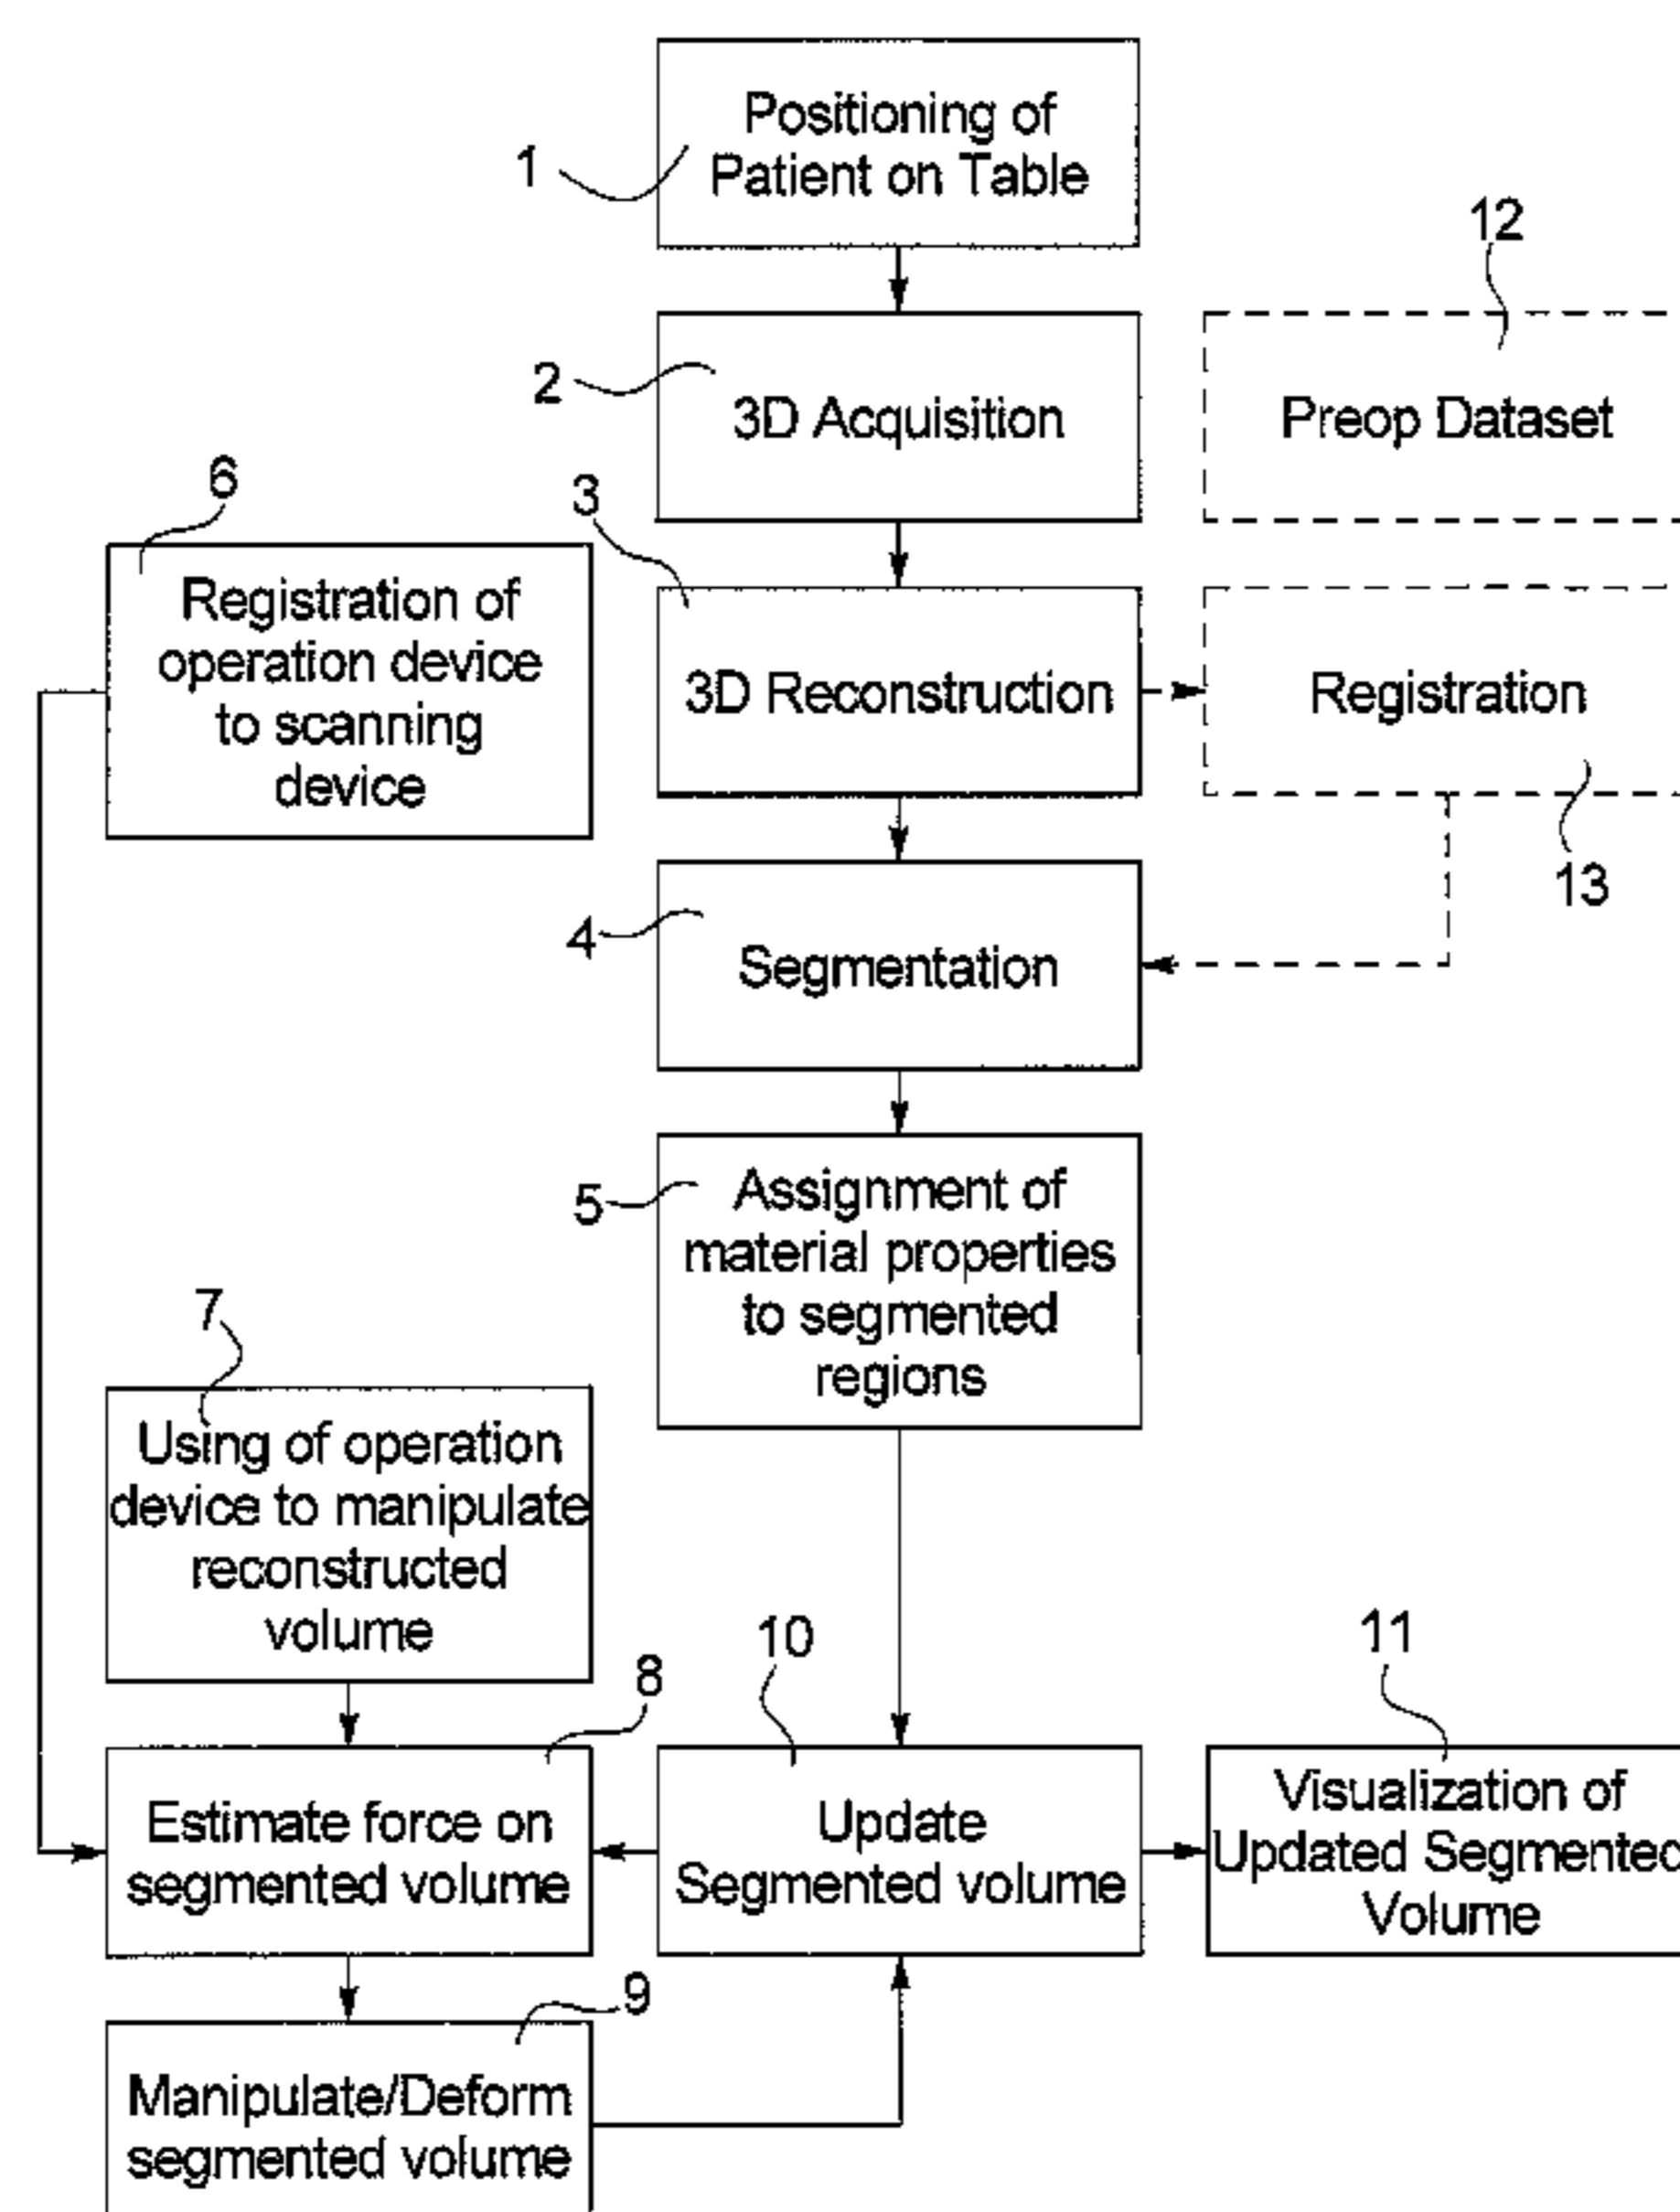 Positioning of
Patient on Table
1
12
2
3D Acquisition
Preop Dataset
6
3
Registration of
operation device
to scanning
device
3D Reconstruction
Registration
13
4
Segmentation
5
Assignment of
material properties
to segmented
regions
7
Using of operation
device to manipulate
reconstructed
volume
10
11
8
Estimate force on
segmented volume
Update
Segmented volume
Visualization of
Updated Segmented
Volume
9
Manipulate/Deform
segmented volume